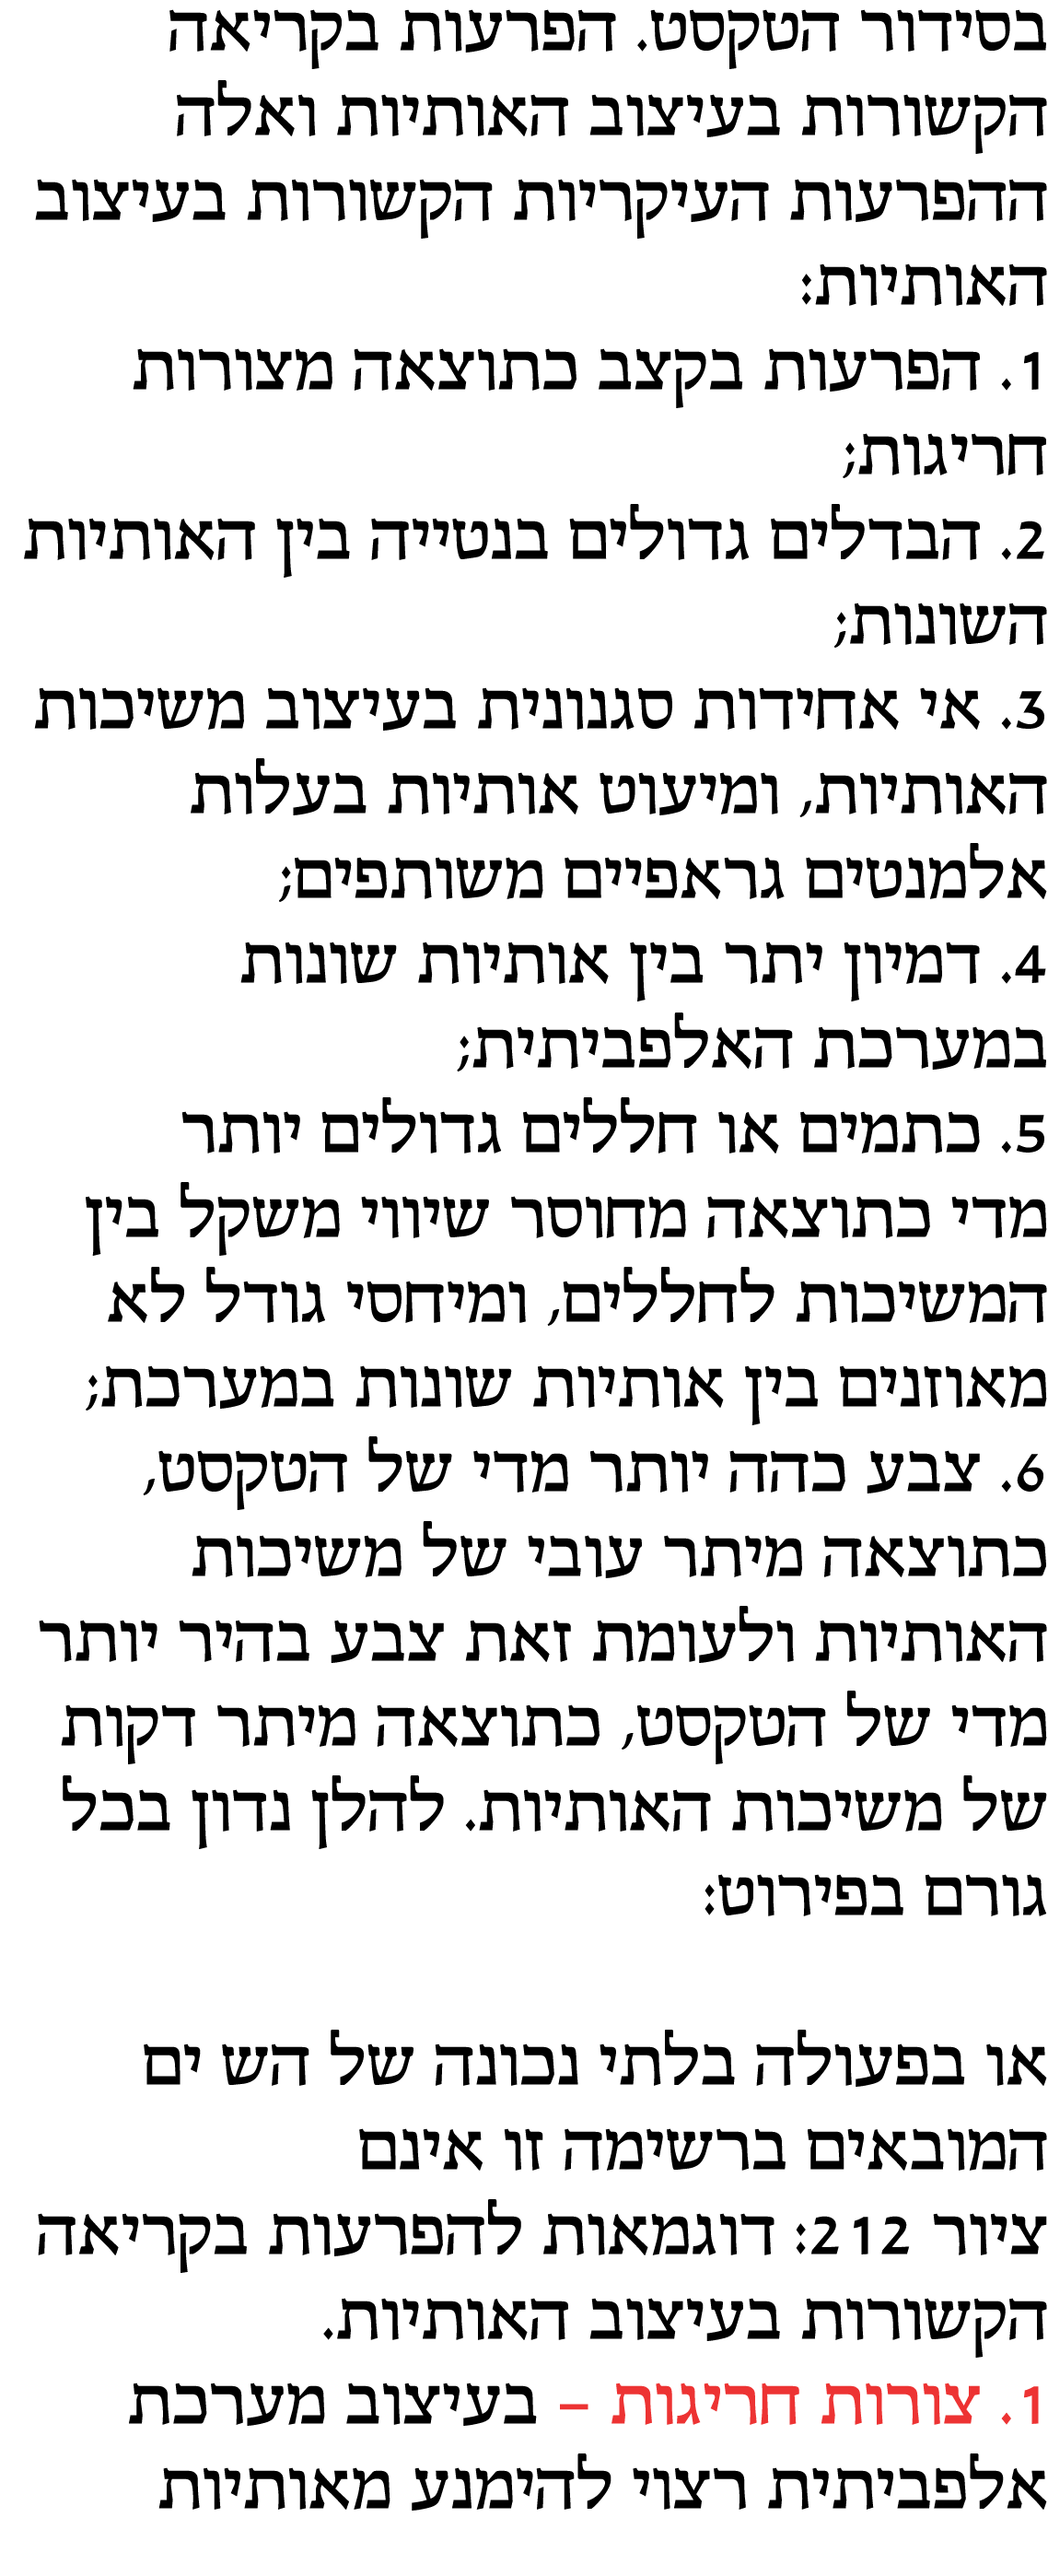 בסידור הטקסט. הפרעות בקריאה
הקשורות בעיצוב האותיות ואלה
ההפרעות העיקריות הקשורות בעיצוב
האותיות:
1. הפרעות בקצב כתוצאה מצורות
חריגות;
2. הבדלים גדולים בנטייה בין האותיות
השונות;
3. אי אחידות סגנונית בעיצוב משיכות
האותיות, ומיעוט אותיות בעלות
אלמנטים גראפיים משותפים;
4. דמיון יתר בין אותיות שונות
במערכת האלפביתית;
5. כתמים או חללים גדולים יותר
מדי כתוצאה מחוסר שיווי משקל בין
המשיכות לחללים, ומיחסי גודל לא
מאוזנים בין אותיות שונות במערכת;
6. צבע כהה יותר מדי של הטקסט,
כתוצאה מיתר עובי של משיכות
האותיות ולעומת זאת צבע בהיר יותר
מדי של הטקסט, כתוצאה מיתר דקות
של משיכות האותיות. להלן נדון בכל
גורם בפירוט:
או בפעולה בלתי נכונה של הש ים
המובאים ברשימה זו אינם
ציור 212: דוגמאות להפרעות בקריאה
הקשורות בעיצוב האותיות.
1. צורות חריגות – בעיצוב מערכת
אלפביתית רצוי להימנע מאותיות